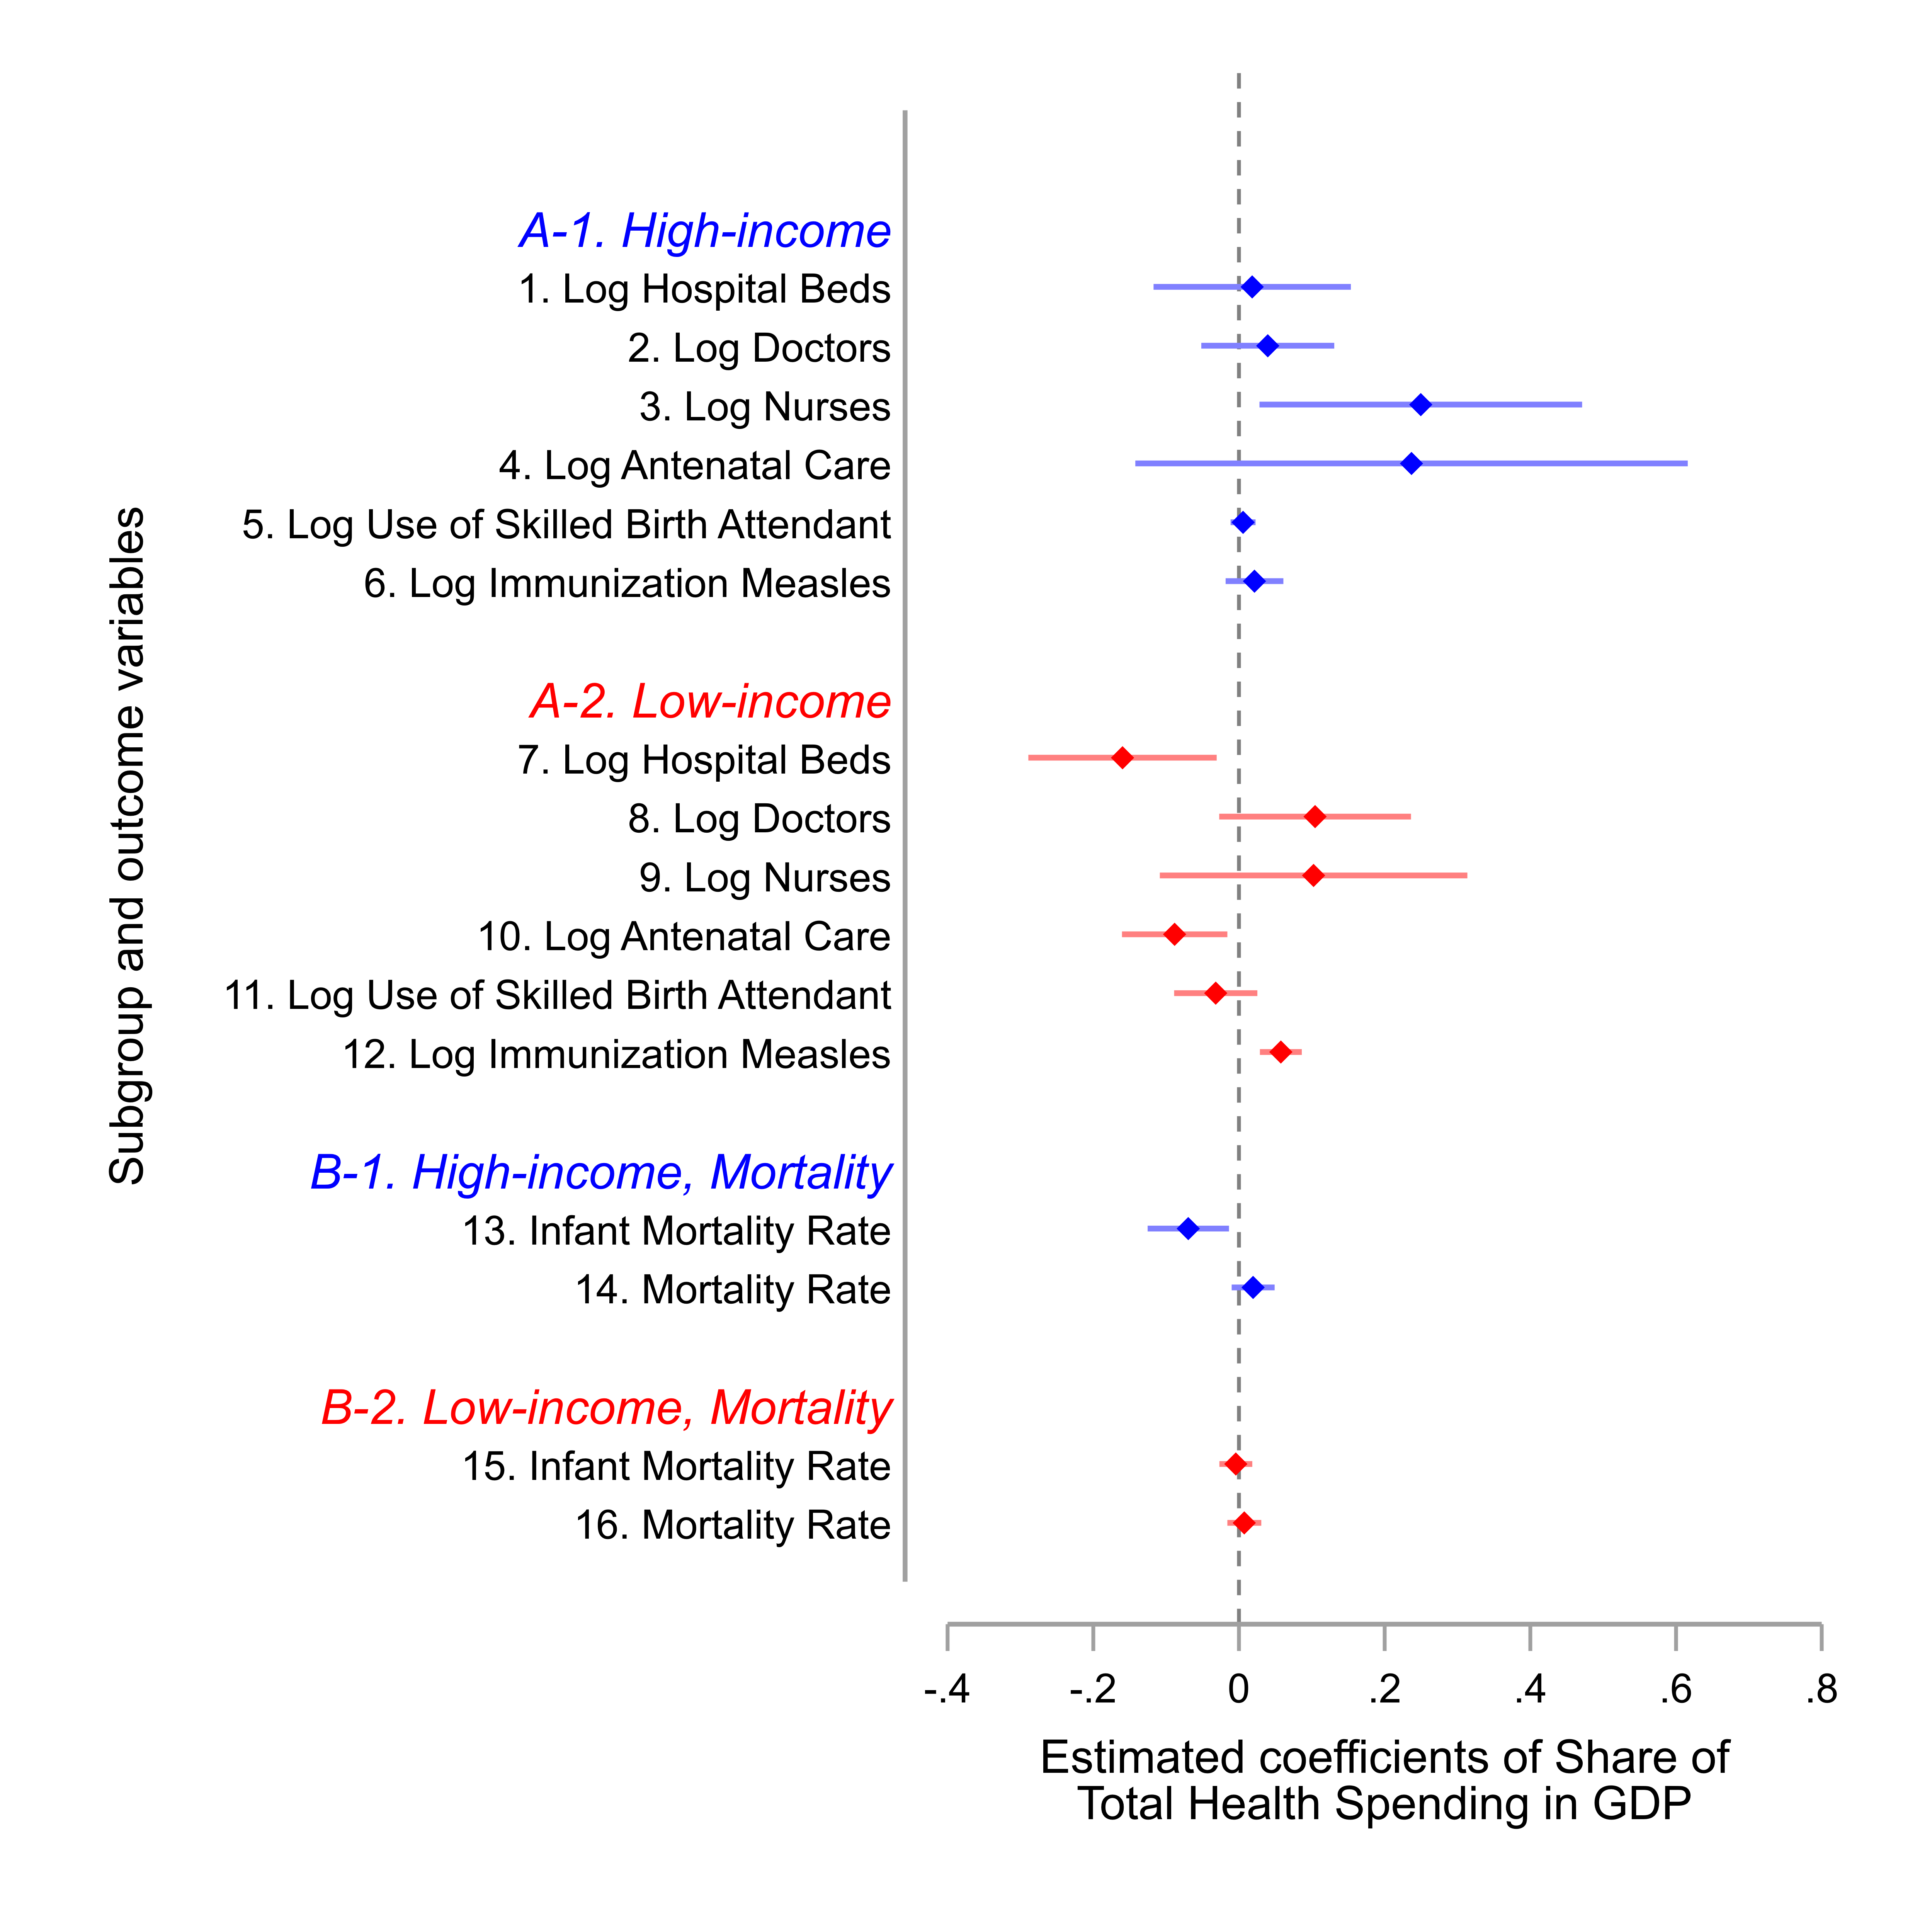 Subgroup and outcome variables
A-1. High-income
1. Log Hospital Beds
2. Log Doctors
3. Log Nurses
4. Log Antenatal Care
5. Log Use of Skilled Birth Attendant
6. Log Immunization Measles
A-2. Low-income
7. Log Hospital Beds
8. Log Doctors
9. Log Nurses
10. Log Antenatal Care
11. Log Use of Skilled Birth Attendant
12. Log Immunization Measles
B-1. High-income, Mortality
13. Infant Mortality Rate
14. Mortality Rate
B-2. Low-income, Mortality
15. Infant Mortality Rate
16. Mortality Rate
-.4 -.2 0 .2 .4 .6 .8
Estimated coefficients of Share of
Total Health Spending in GDP